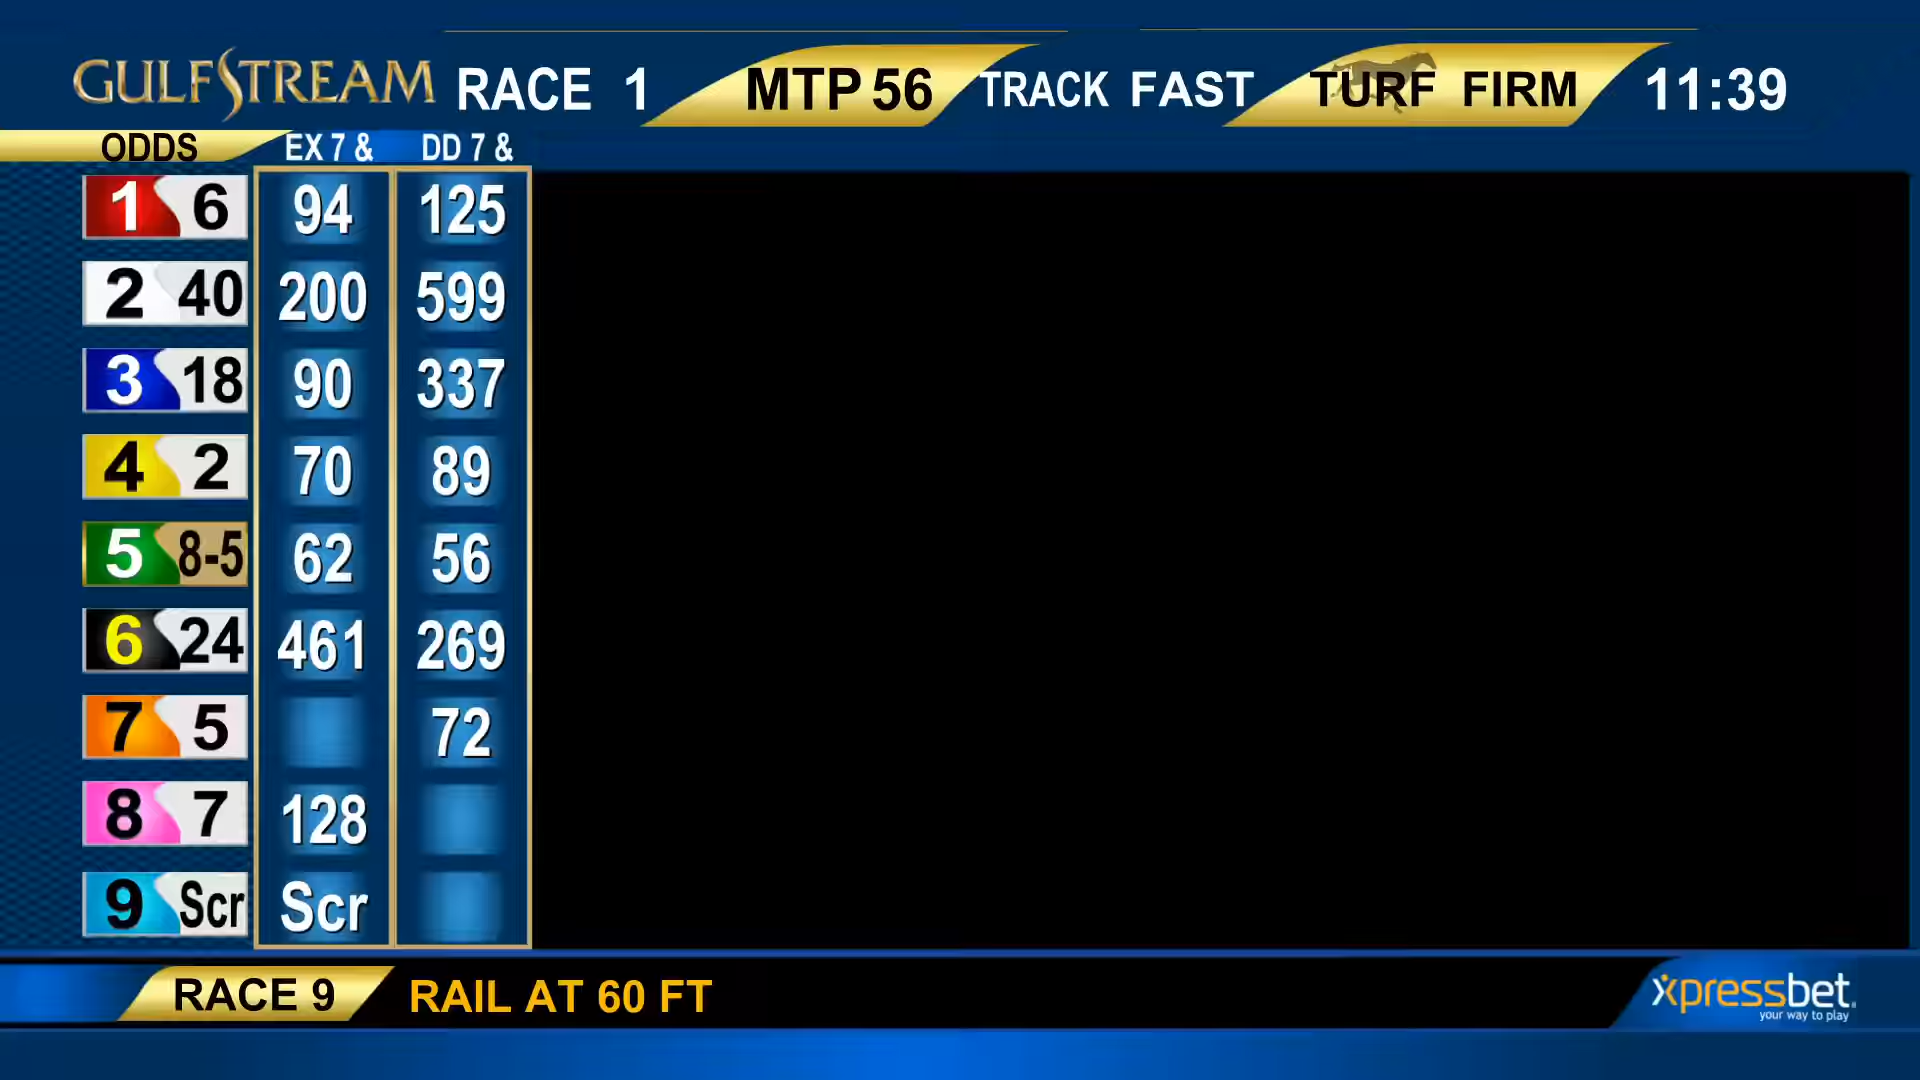 GULFSTREAM RACE 1 MTP 56 TRACK FAST TURF FIRM 11:39
ODDS EX 7 & DD 7 &
1 6 94 125
2 40 200 599
3 18 90 337
4 2 70 89
5 8-5 62 56
6 24 461 269
7 5 72
8 7 128
9 Scr Scr
RACE 9 RAIL AT 60 FT xpressbet.
your way to play